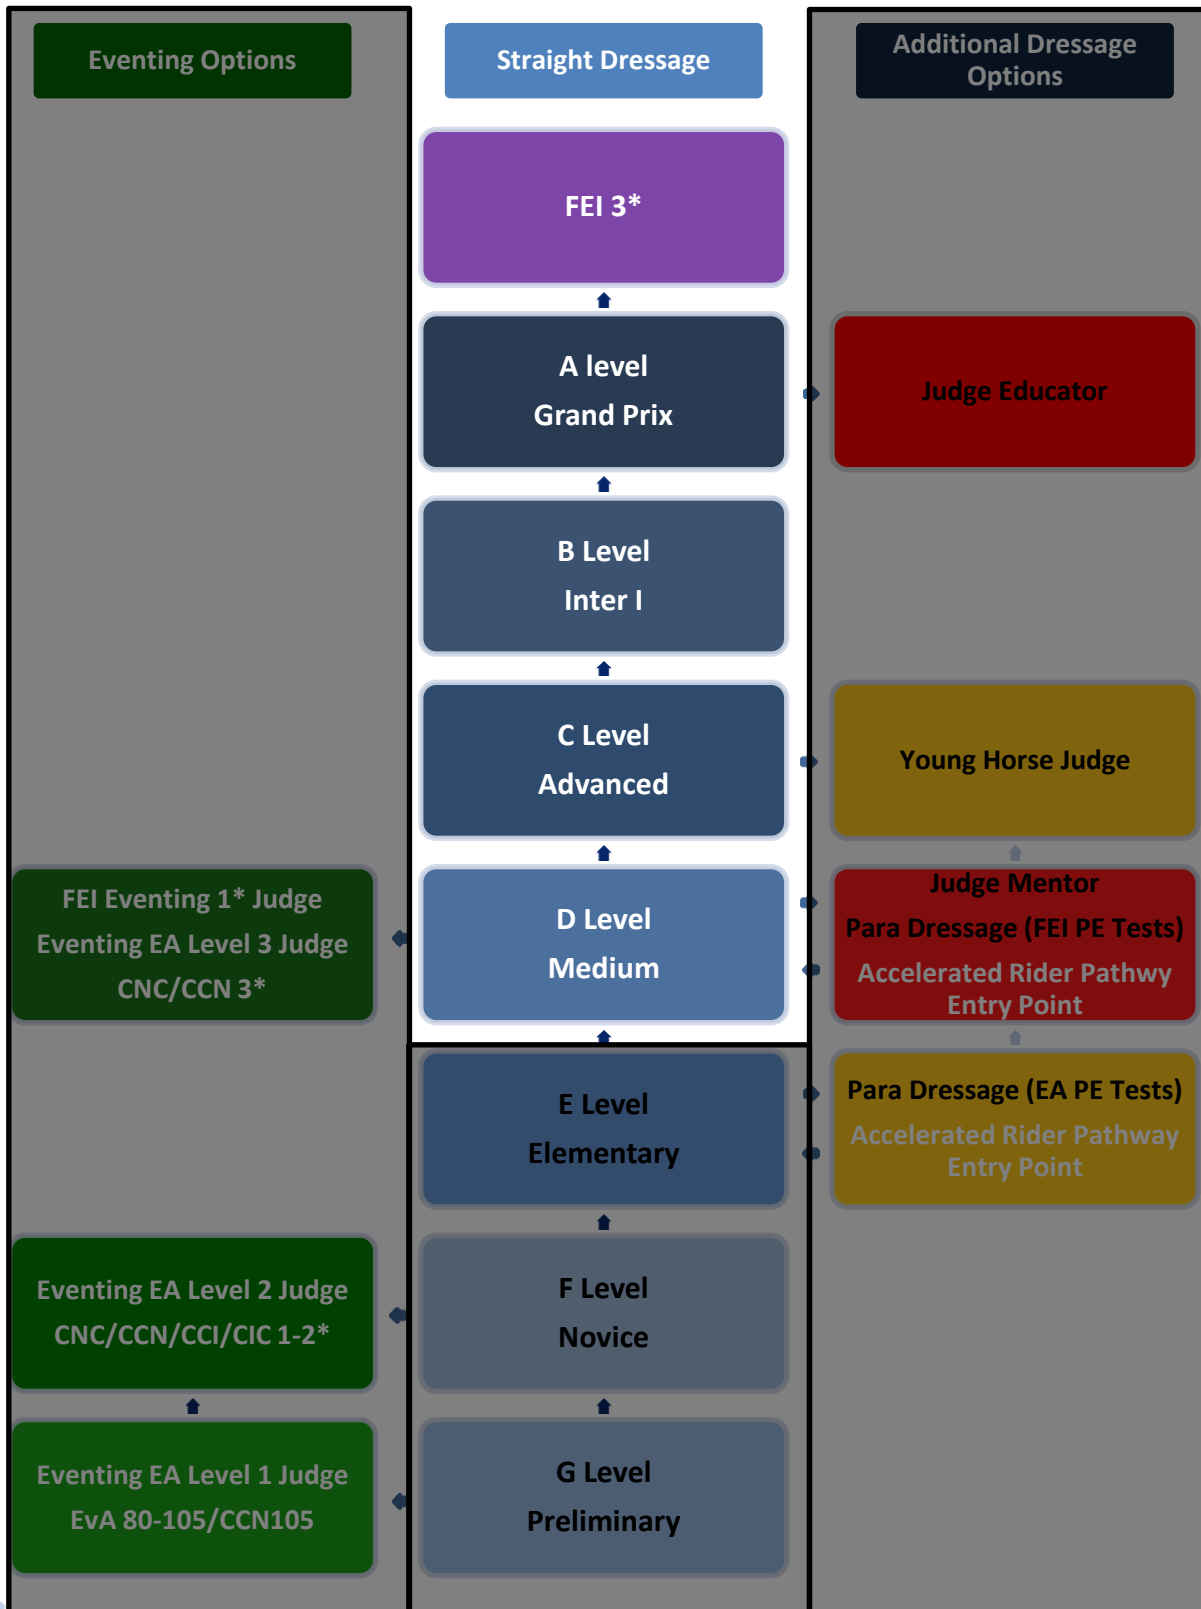 Eventing Options
Straight Dressage
Additional Dressage
Options
FEI 3*
A level
Grand Prix
Judge Educator
B Level
Inter I
C Level
Advanced
Young Horse Judge
FEI Eventing 1* Judge
Eventing EA Level 3 Judge
CNC/CCN 3*
D Level
Medium
Judge Mentor
Para Dressage (FEI PE Tests)
Accelerated Rider Pathwy
Entry Point
E Level
Elementary
Para Dressage (EA PE Tests)
Accelerated Rider Pathway
Entry Point
Eventing EA Level 2 Judge
CNC/CCN/CCI/CIC 1-2*
F Level
Novice
Eventing EA Level 1 Judge
EvA 80-105/CCN105
G Level
Preliminary